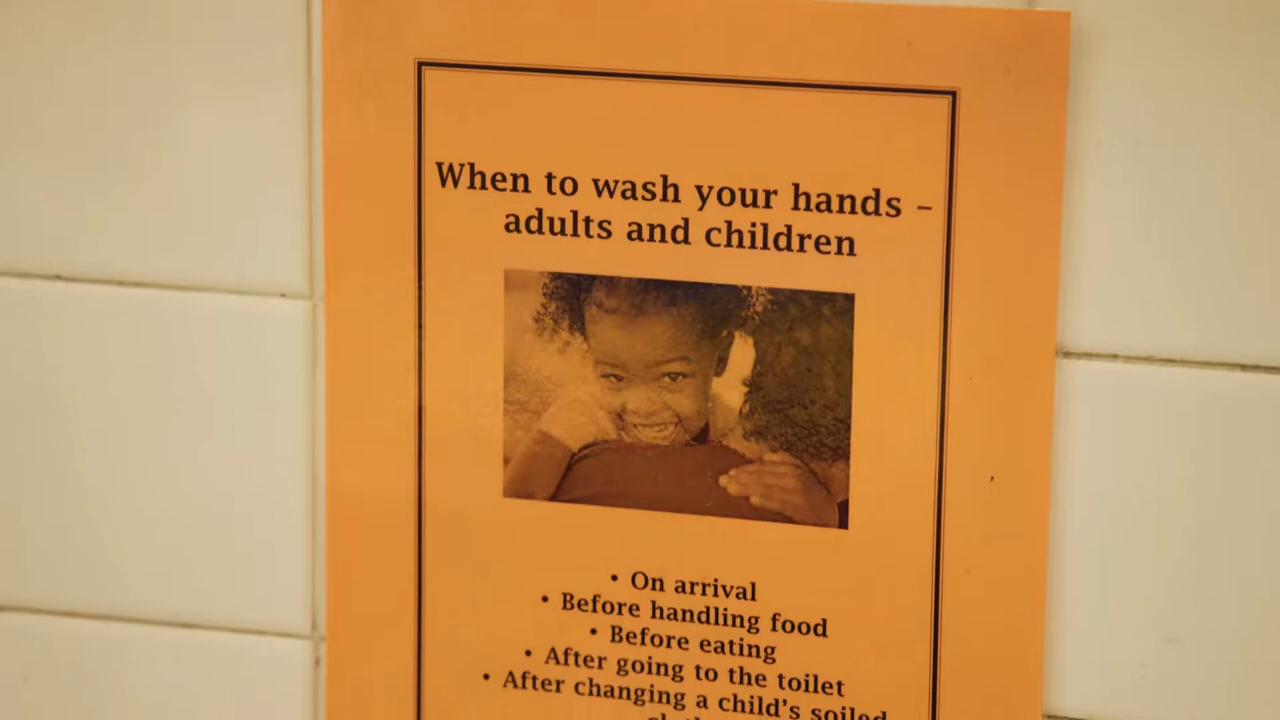 When to wash your hands –
adults and children
• On arrival
• Before handling food
• Before eating
• After going to the toilet
• After changing a child's soiled